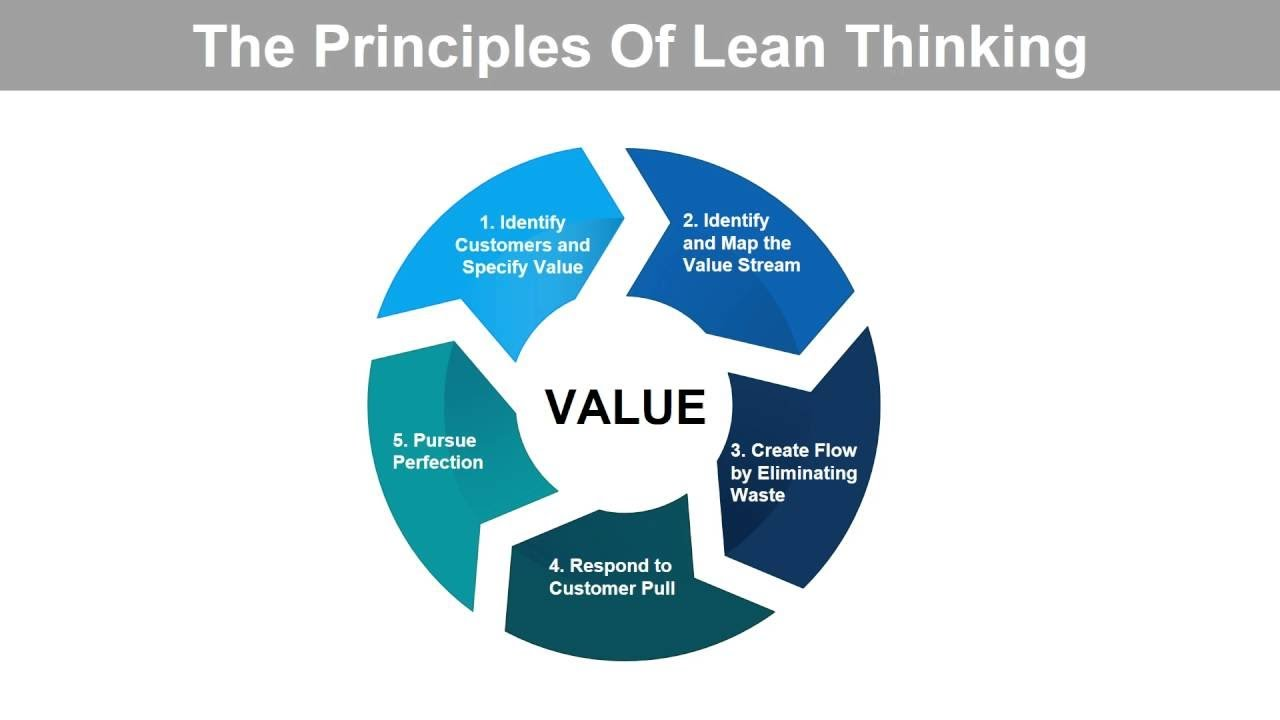 The Principles Of Lean Thinking
1. Identify
Customers and
Specify Value
2. Identify
and Map the
Value Stream
3. Create Flow
by Eliminating
Waste
4. Respond to
Customer Pull
5. Pursue
Perfection
VALUE